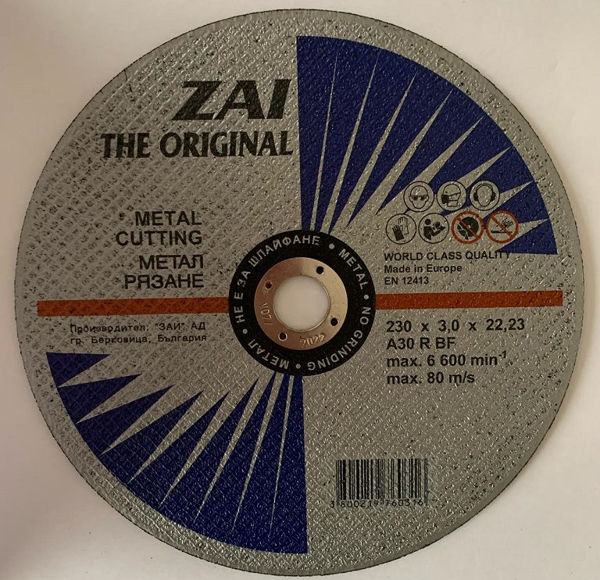 ZAI
THE ORIGINAL
METAL
CUTTING
МЕТАЛ
РЯЗАНЕ
WORLD CLASS QUALITY
Made in Europe
EN 12413
METAL • NO GRINDING • МЕТАЛ • НЕ Е ЗА ШЛАЙФАНЕ •
2022
Производител: "ЗАИ" АД
гр. Берковица, България
230 x 3,0 x 22,23
A30 R BF
max. 6 600 min⁻¹
max. 80 m/s